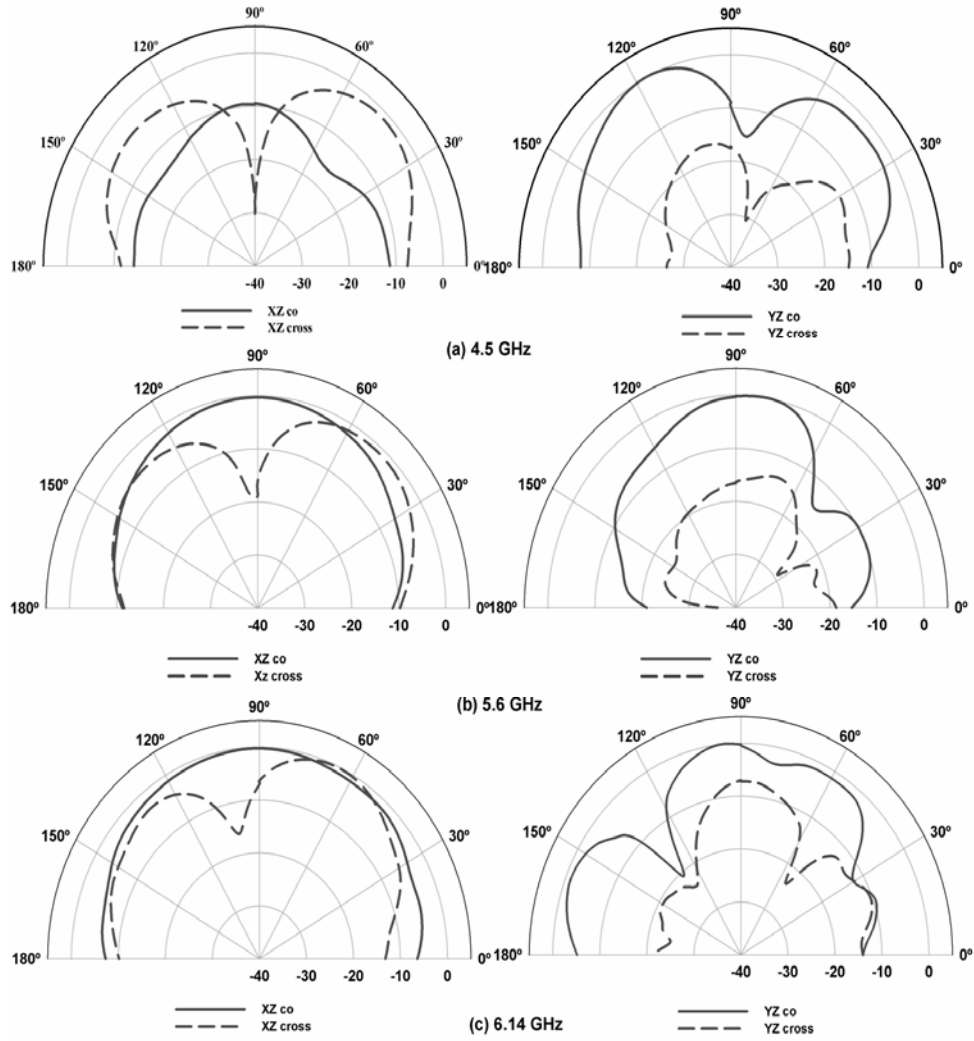 90° 90°
120° 60° 120° 60°
150° 30° 150° 30°
180° 0° 180° 0°
-40 -30 -20 -10 0 -40 -30 -20 -10 0
XZ co YZ co
XZ cross YZ cross
(a) 4.5 GHz
90° 90°
120° 60° 120° 60°
150° 30° 150° 30°
180° 0° 180° 0°
-40 -30 -20 -10 0 -40 -30 -20 -10 0
XZ co YZ co
Xz cross YZ cross
(b) 5.6 GHz
90° 90°
120° 60° 120° 60°
150° 30° 150° 30°
180° 0° 180° 0°
-40 -30 -20 -10 0 -40 -30 -20 -10 0
XZ co YZ co
XZ cross YZ cross
(c) 6.14 GHz